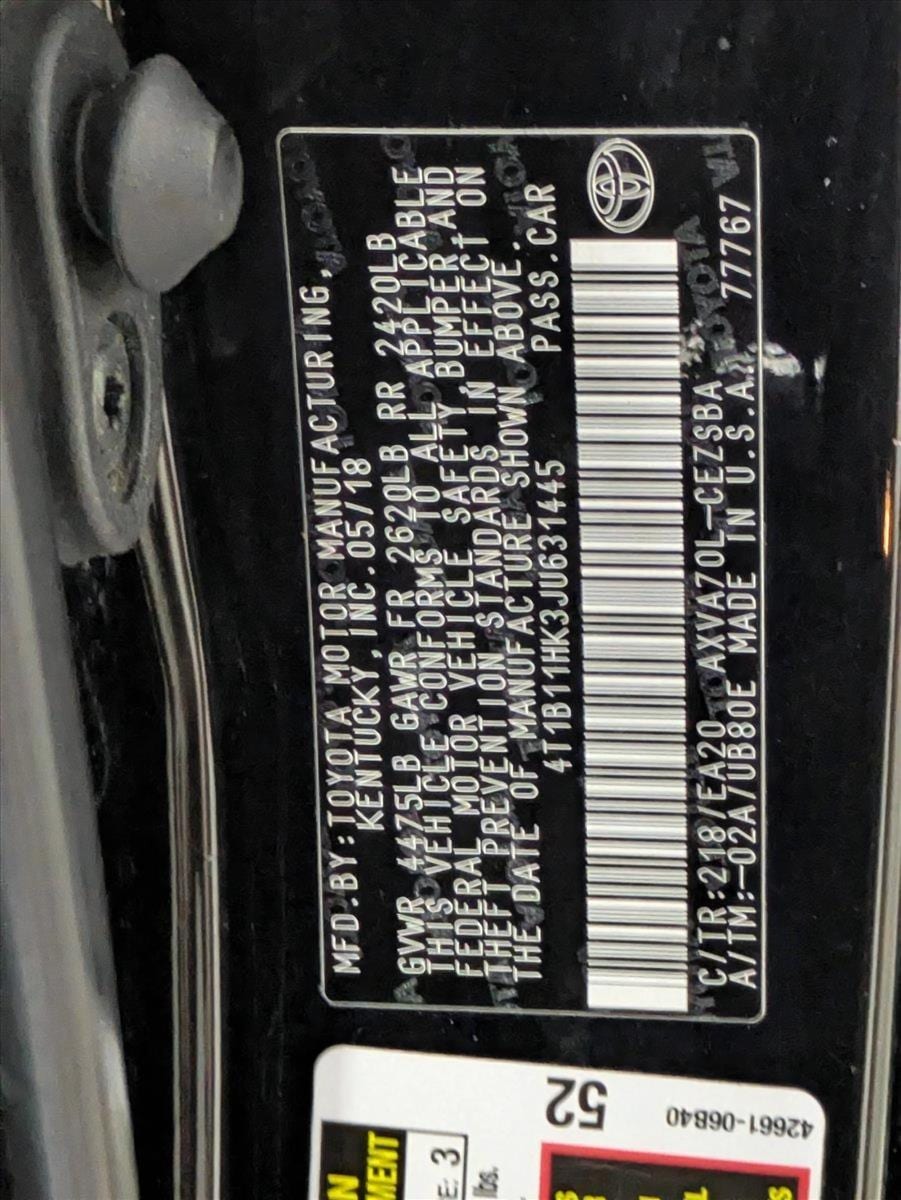 MFD.BY:TOYOTA MOTOR MANUFACTURING,
KENTUCKY,INC.05/18
GVWR 4475LB GAWR FR 2620LB RR 2420LB
THIS VEHICLE CONFORMS TO ALL APPLICABLE
FEDERAL MOTOR VEHICLE SAFETY, BUMPER AND
THEFT PREVENTION STANDARDS IN EFFECT ON
THE DATE OF MANUFACTURE SHOWN ABOVE.
4T1B11HK3JU631445 PASS.CAR
C/TR:218/EA20 AXVA70L-CEZSBA
A/TM:-02A/UB80E MADE IN U.S.A. 77767
52
42661-06B40
MENT
E: 3
lbs.